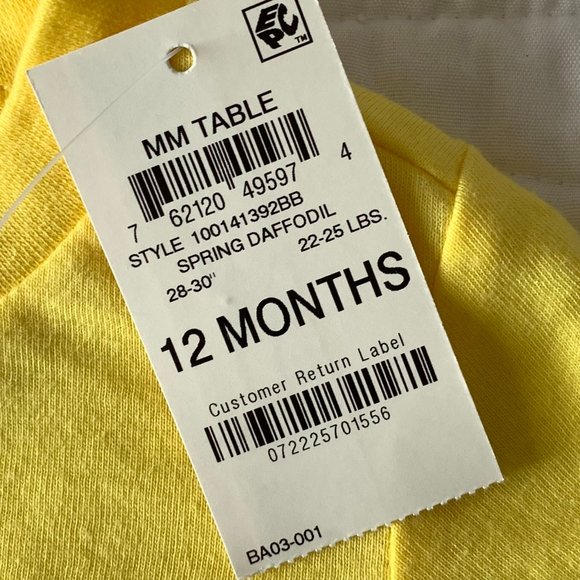 EPC™
MM TABLE
7 62120 49597 4
STYLE 100141392BB
SPRING DAFFODIL
28-30" 22-25 LBS.
12 MONTHS
Customer Return Label
072225701556
BA03-001